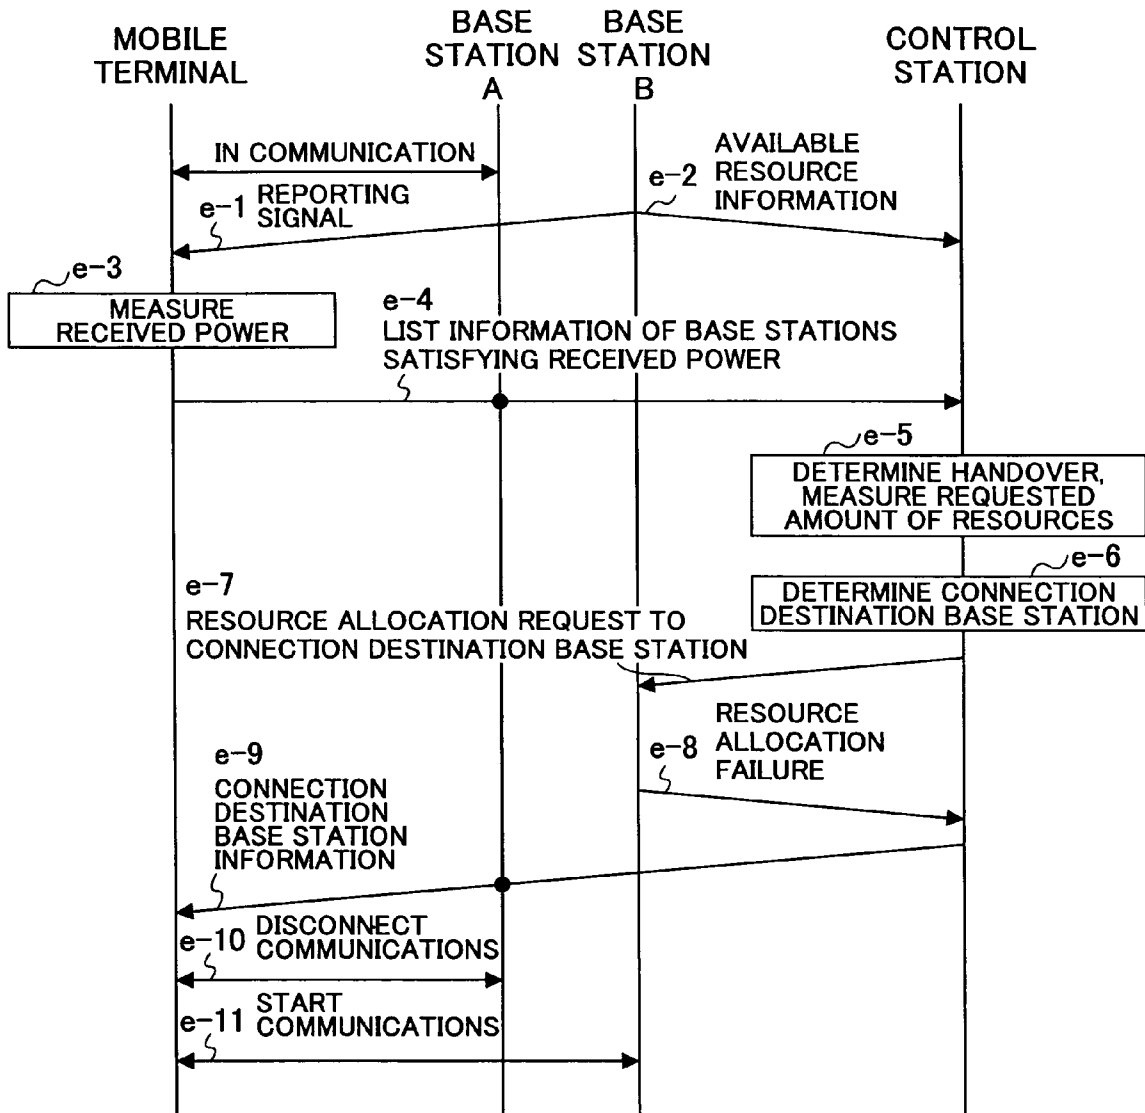 MOBILE
TERMINAL
BASE
STATION
A
BASE
STATION
B
CONTROL
STATION
IN COMMUNICATION
e-1 REPORTING
SIGNAL
e-2 AVAILABLE
RESOURCE
INFORMATION
e-3
MEASURE
RECEIVED POWER
e-4
LIST INFORMATION OF BASE STATIONS
SATISFYING RECEIVED POWER
e-5
DETERMINE HANDOVER,
MEASURE REQUESTED
AMOUNT OF RESOURCES
e-6
DETERMINE CONNECTION
DESTINATION BASE STATION
e-7
RESOURCE ALLOCATION REQUEST TO
CONNECTION DESTINATION BASE STATION
e-8 RESOURCE
ALLOCATION
FAILURE
e-9
CONNECTION
DESTINATION
BASE STATION
INFORMATION
e-10 DISCONNECT
COMMUNICATIONS
e-11 START
COMMUNICATIONS